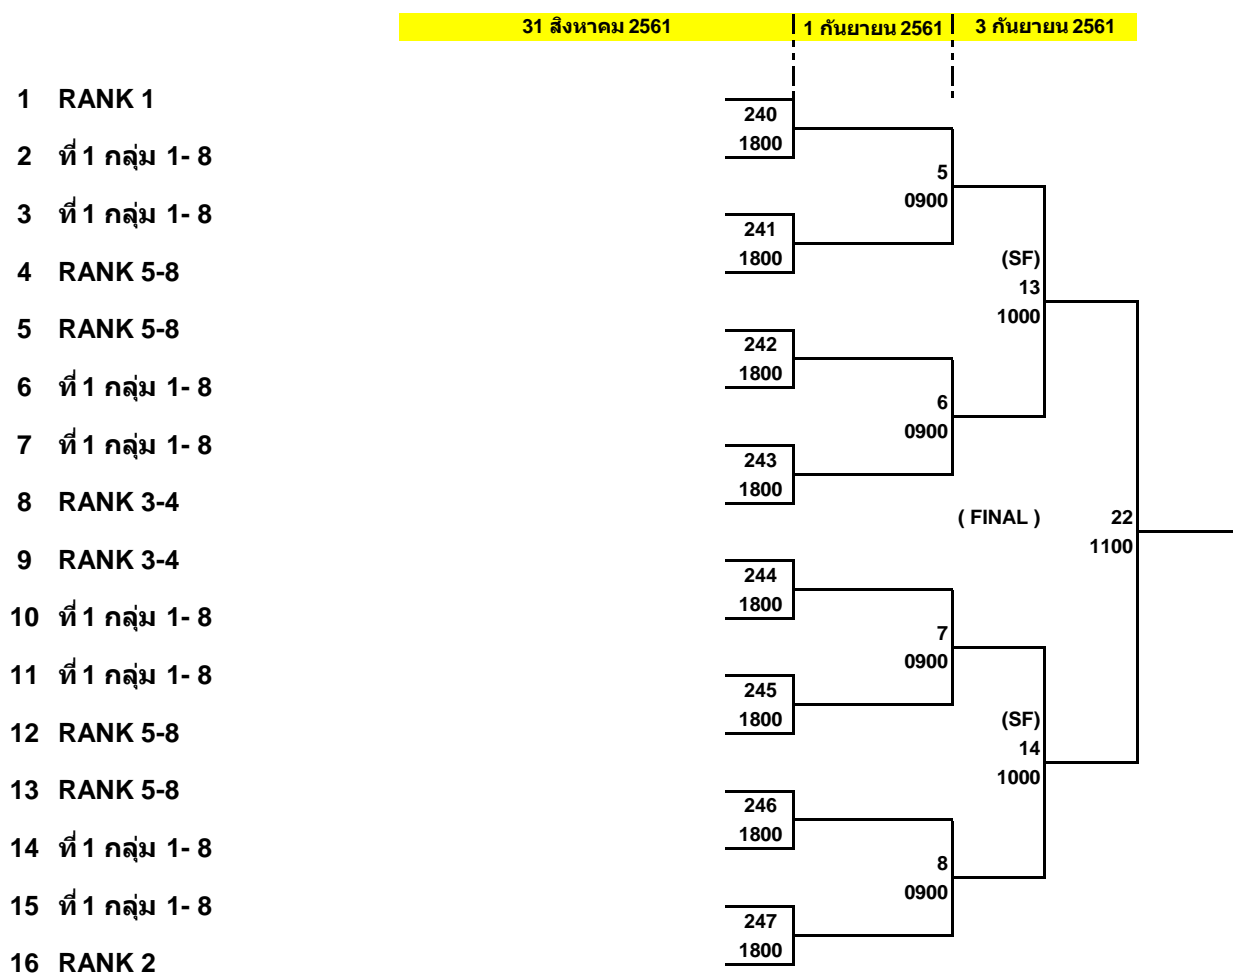 31 สิงหาคม 2561 1 กันยายน 2561 3 กันยายน 2561
1 RANK 1
240
1800
2 ที่ 1 กลุ่ม 1- 8
5
0900
3 ที่ 1 กลุ่ม 1- 8
241
1800
4 RANK 5-8
(SF)
13
1000
5 RANK 5-8
242
1800
6 ที่ 1 กลุ่ม 1- 8
6
0900
7 ที่ 1 กลุ่ม 1- 8
243
1800
8 RANK 3-4
( FINAL ) 22
1100
9 RANK 3-4
244
1800
10 ที่ 1 กลุ่ม 1- 8
7
0900
11 ที่ 1 กลุ่ม 1- 8
245
1800
12 RANK 5-8
(SF)
14
1000
13 RANK 5-8
246
1800
14 ที่ 1 กลุ่ม 1- 8
8
0900
15 ที่ 1 กลุ่ม 1- 8
247
1800
16 RANK 2